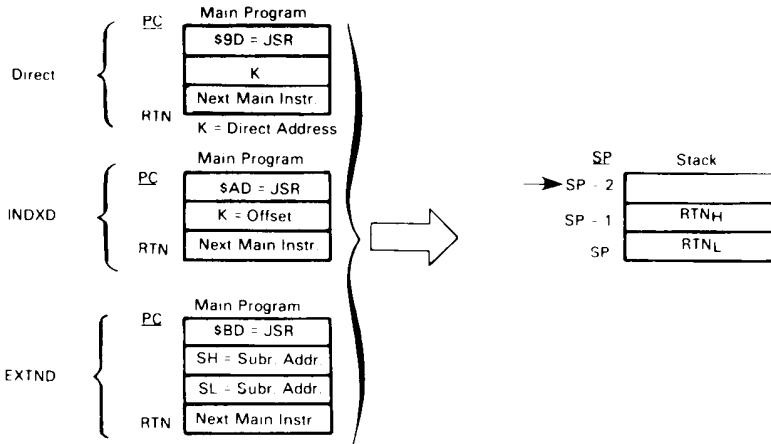 PC Main Program
Direct
$9D = JSR
K
Next Main Instr.
RTN
K = Direct Address
Main Program
PC
INDXD
$AD = JSR
K = Offset
RTN Next Main Instr.
Main Program
PC
EXTND
$BD = JSR
SH = Subr. Addr.
SL = Subr. Addr.
RTN Next Main Instr
SP Stack
SP - 2
SP - 1 RTNH
SP RTNL